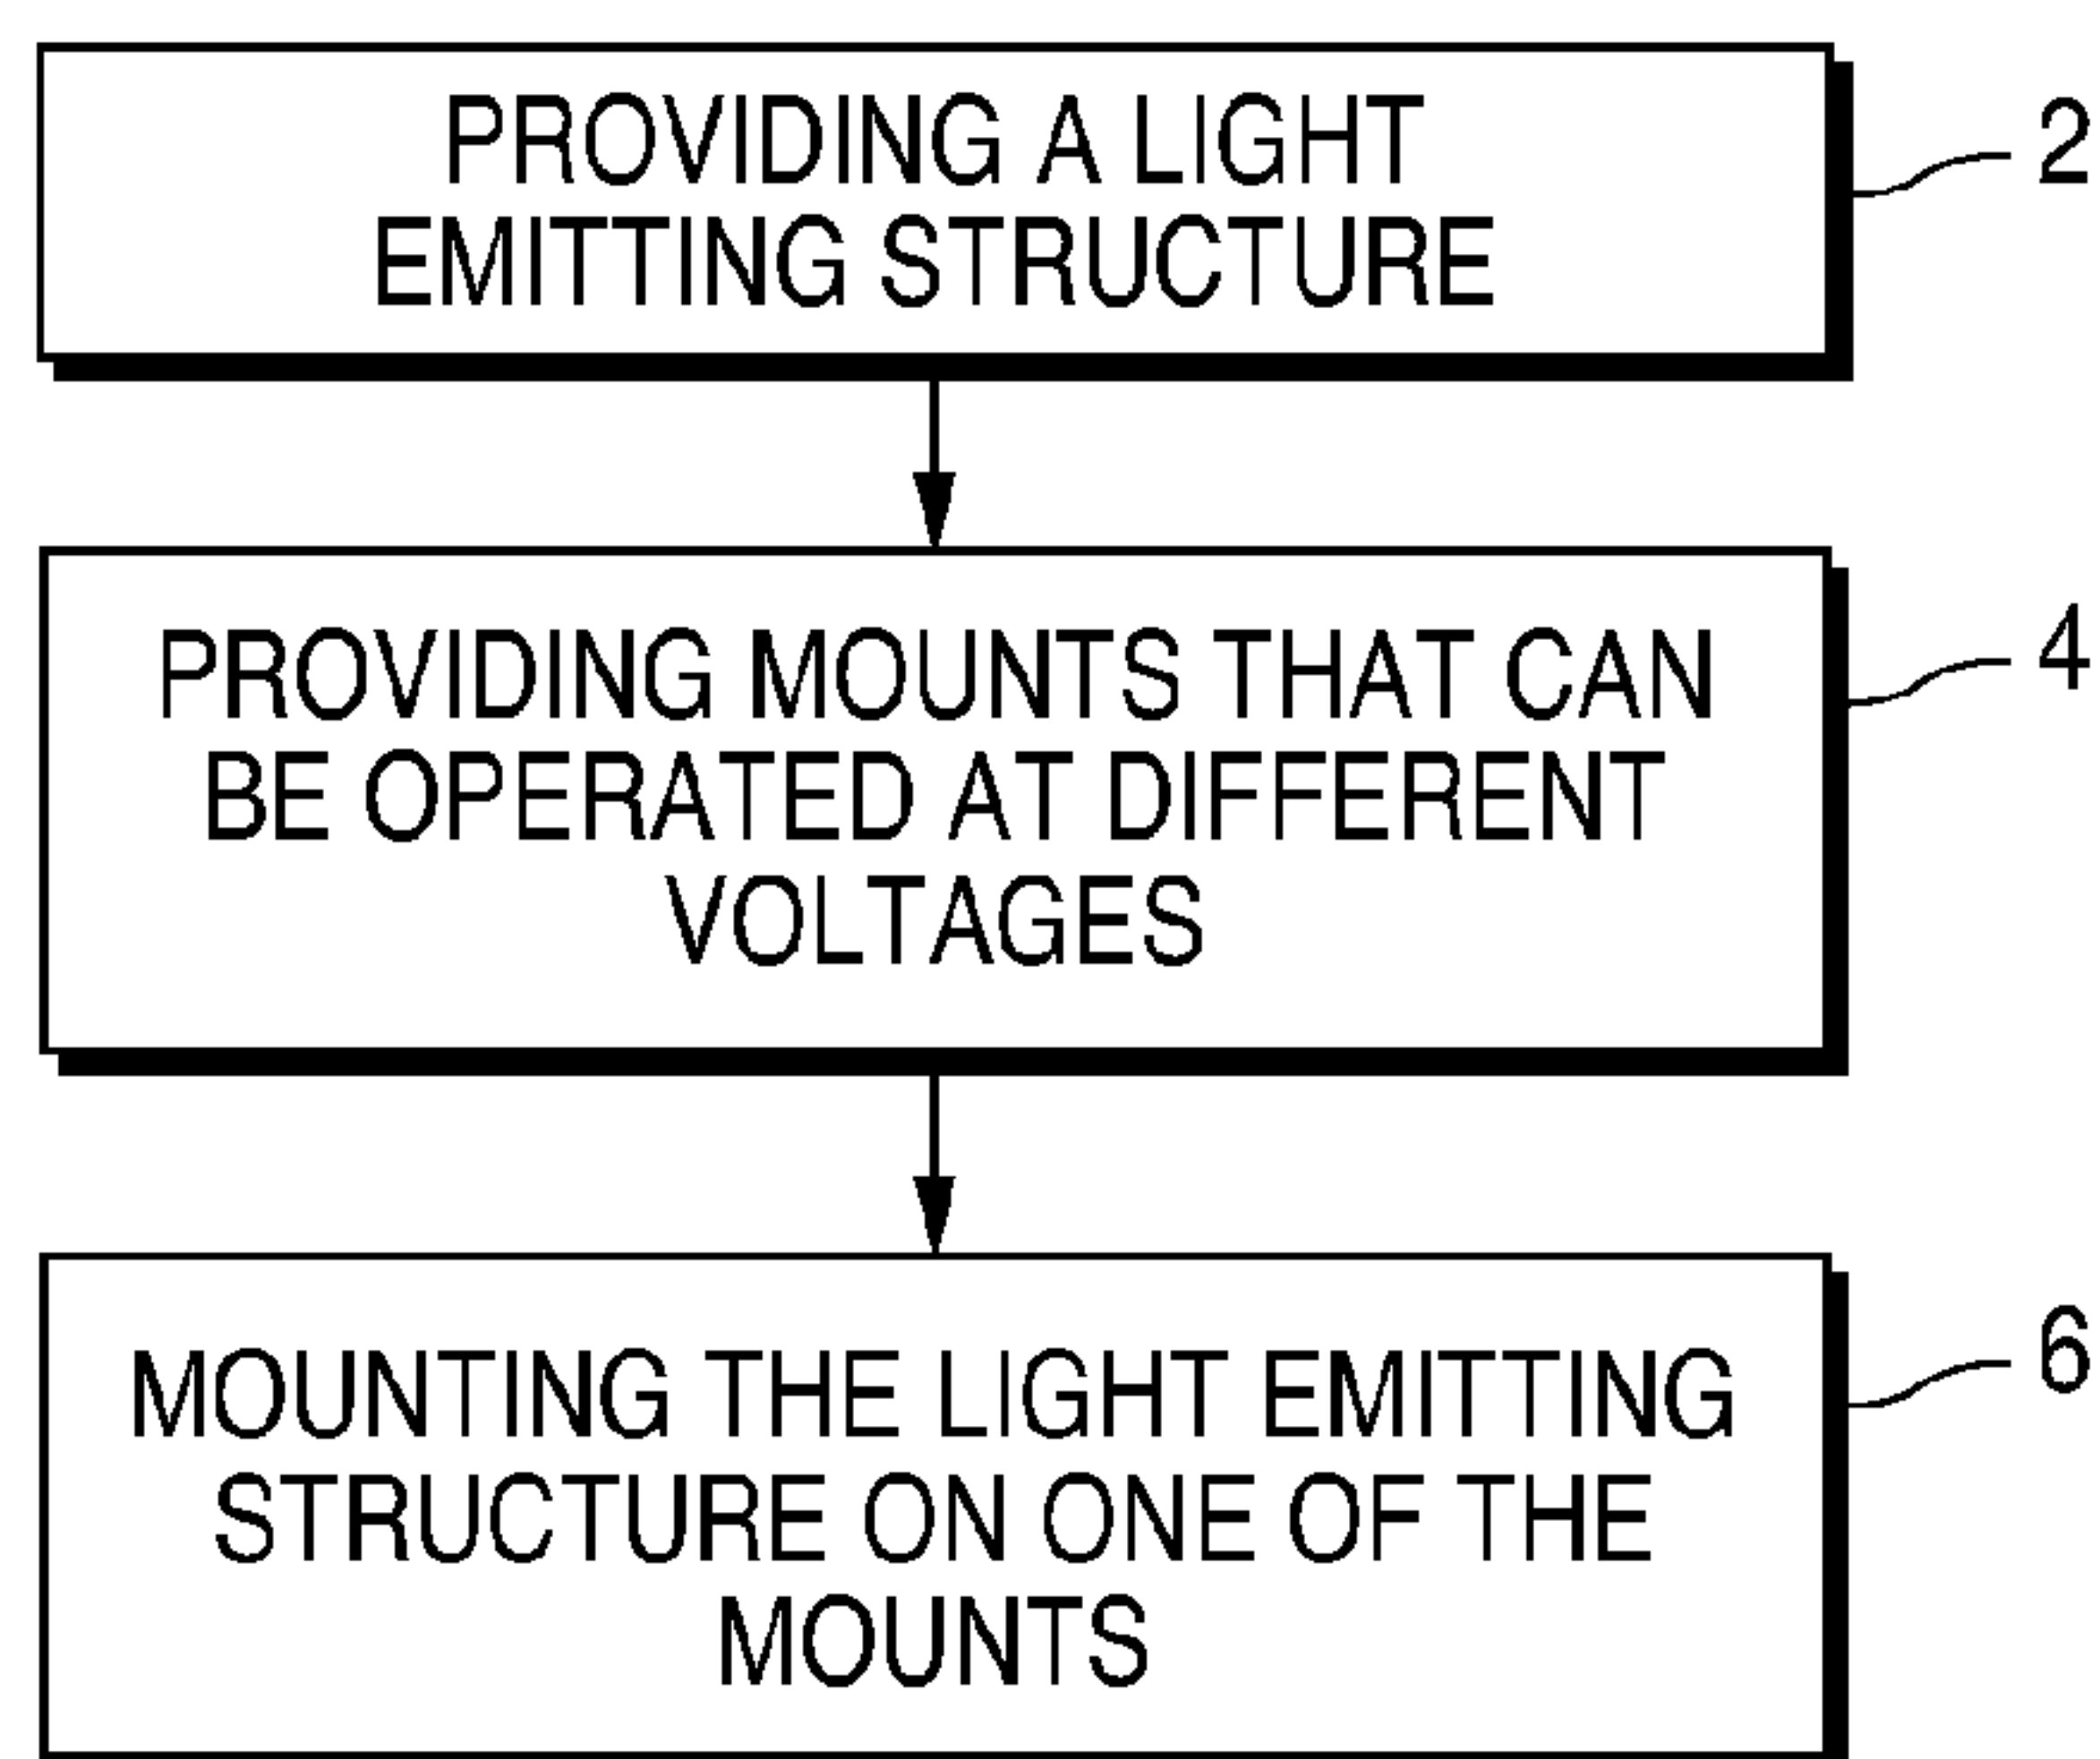 PROVIDING A LIGHT
EMITTING STRUCTURE
2
PROVIDING MOUNTS THAT CAN
BE OPERATED AT DIFFERENT
VOLTAGES
4
MOUNTING THE LIGHT EMITTING
STRUCTURE ON ONE OF THE
MOUNTS
6